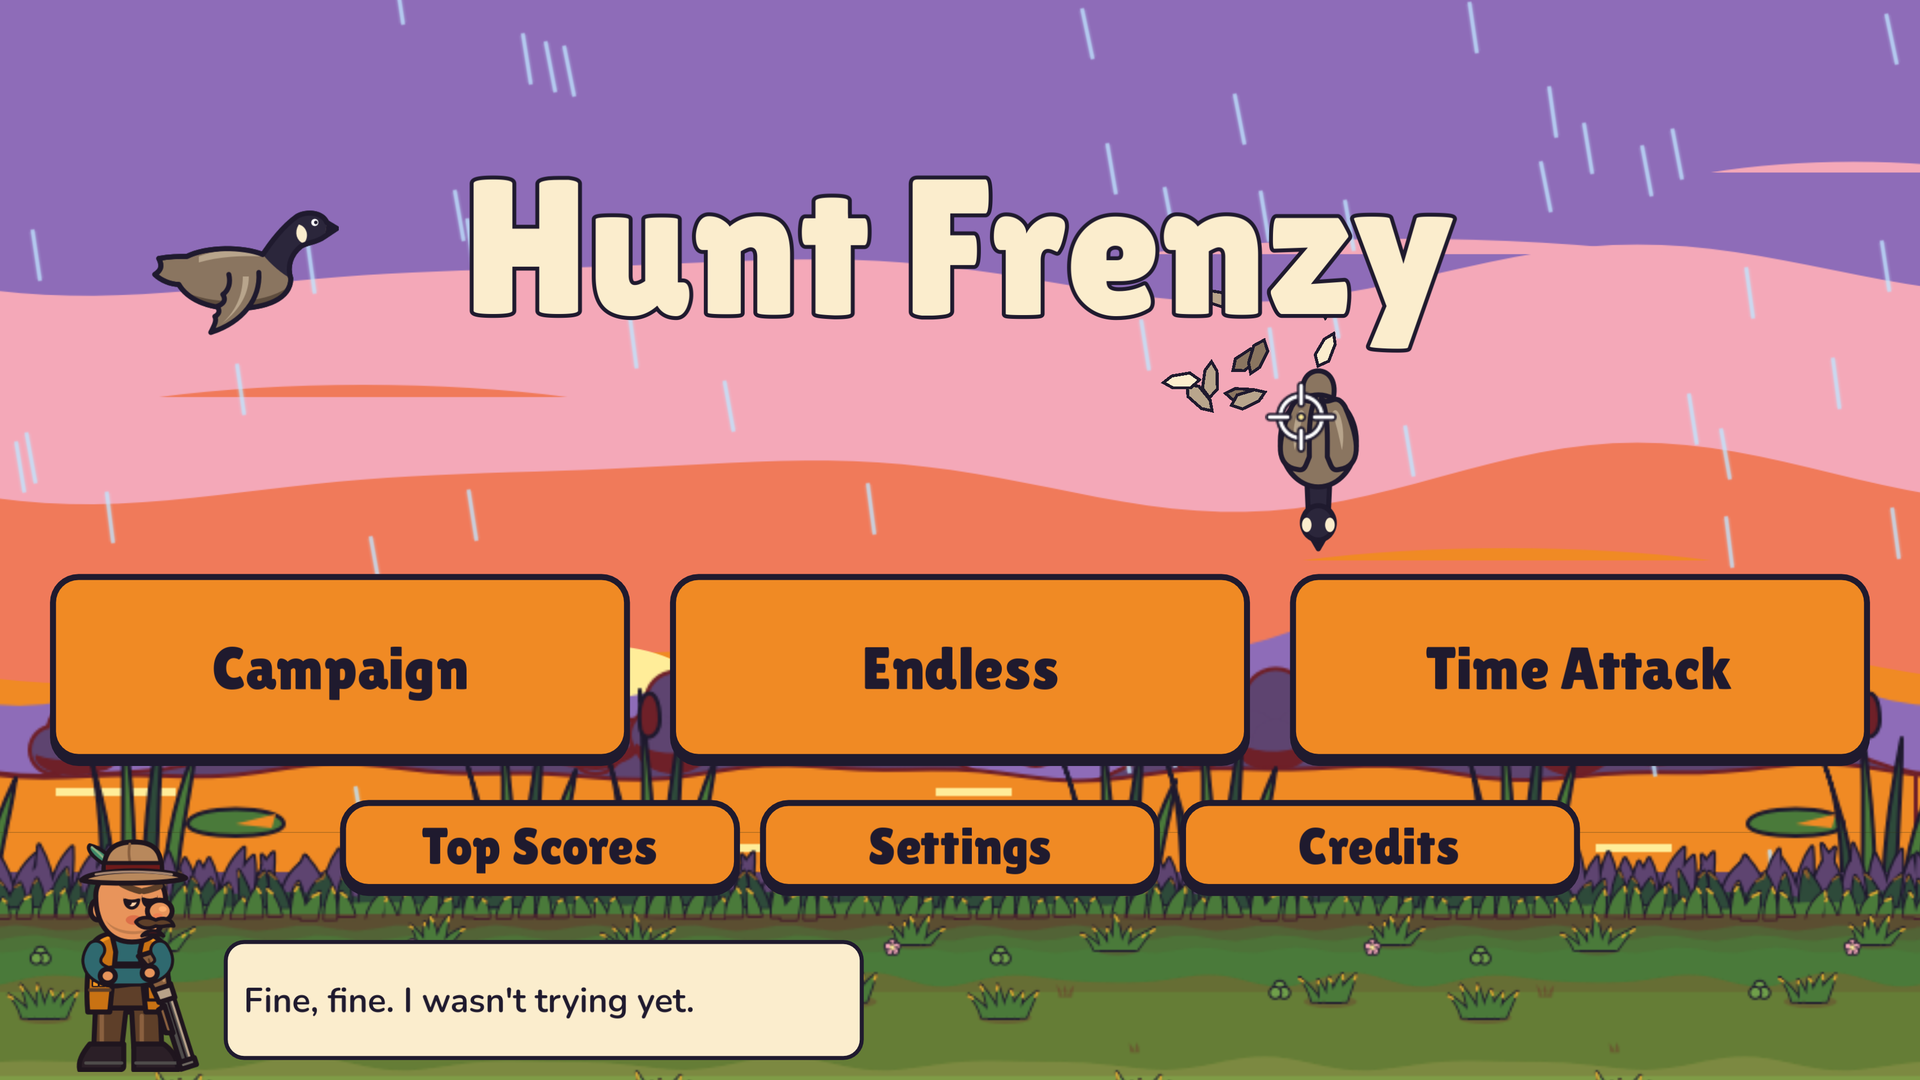 Hunt Frenzy
Campaign
Endless
Time Attack
Top Scores
Settings
Credits
Fine, fine. I wasn't trying yet.